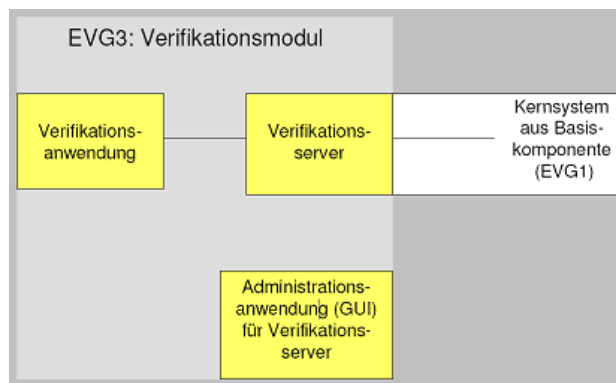 EVG3: Verifikationsmodul
Verifikations-
anwendung
Verifikations-
server
Kernsystem
aus Basis-
komponente
(EVG1)
Administrations-
anwendung (GUI)
für Verifikations-
server